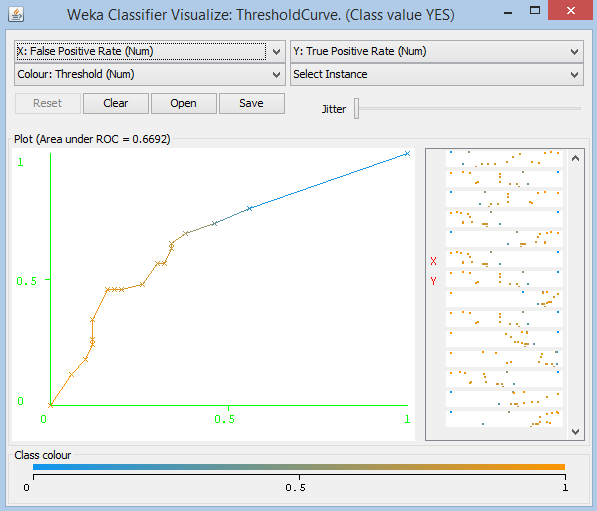 Weka Classifier Visualize: ThresholdCurve. (Class value YES)
X: False Positive Rate (Num)
Y: True Positive Rate (Num)
Colour: Threshold (Num)
Select Instance
Reset
Clear
Open
Save
Jitter
Plot (Area under ROC = 0.6692)
1
0.5
0
0
0.5
1
X
Y
Class colour
0
0.5
1